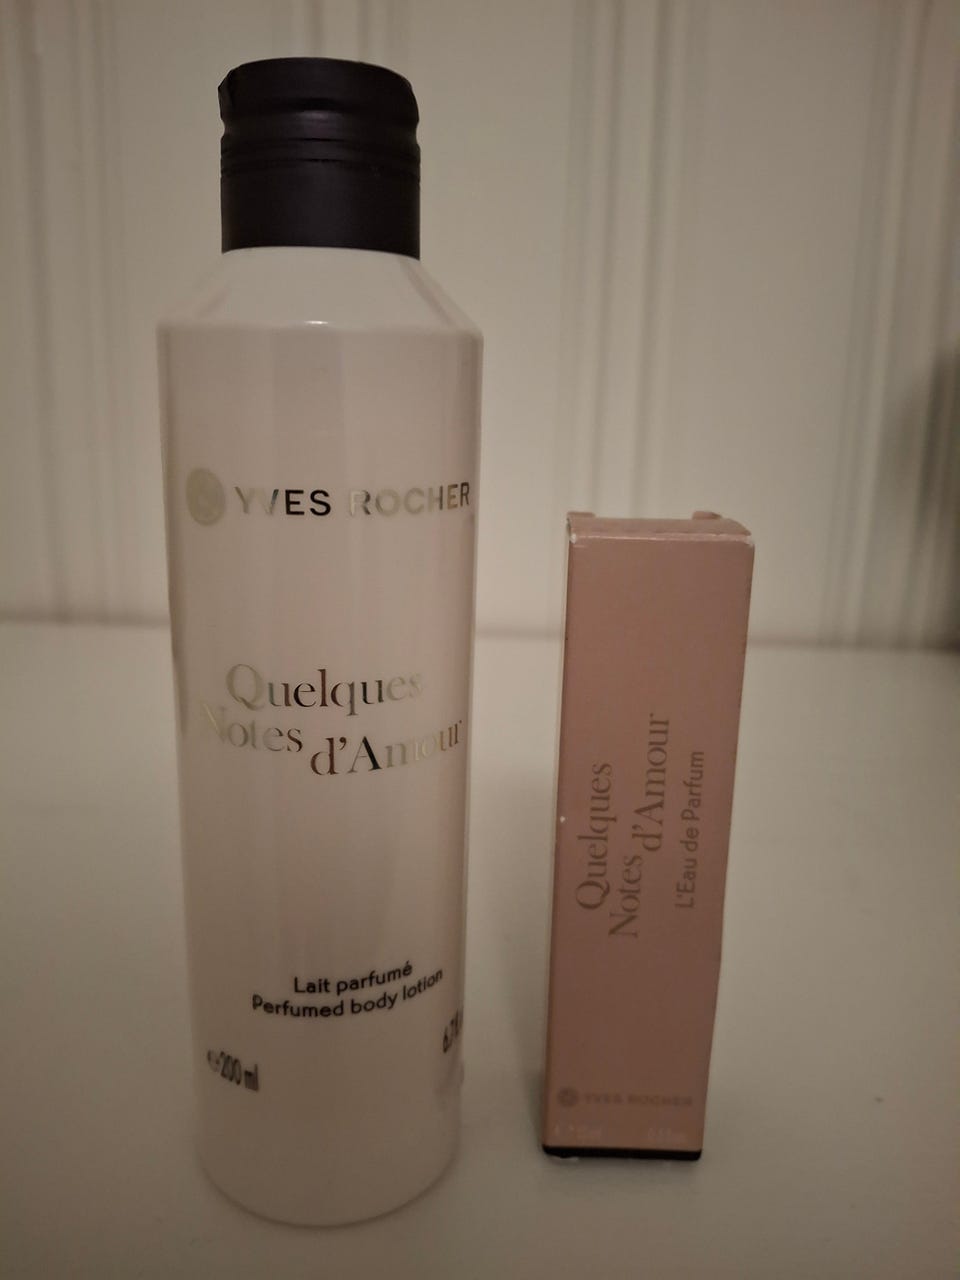 YVES ROCHER
Quelques
Notes d'Amour
Lait parfumé
Perfumed body lotion
200 ml
Quelques
Notes d'Amour
L'Eau de Parfum
YVES ROCHER